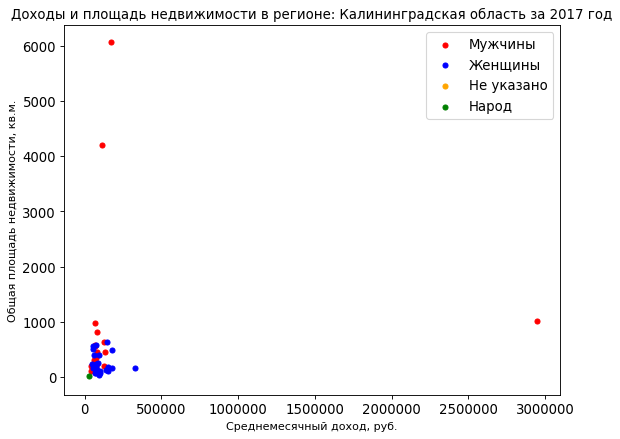 Доходы и площадь недвижимости в регионе: Калининградская область за 2017 год
Общая площадь недвижимости, кв.м.
6000
5000
4000
3000
2000
1000
0
Мужчины
Женщины
Не указано
Народ
0 500000 1000000 1500000 2000000 2500000 3000000
Среднемесячный доход, руб.